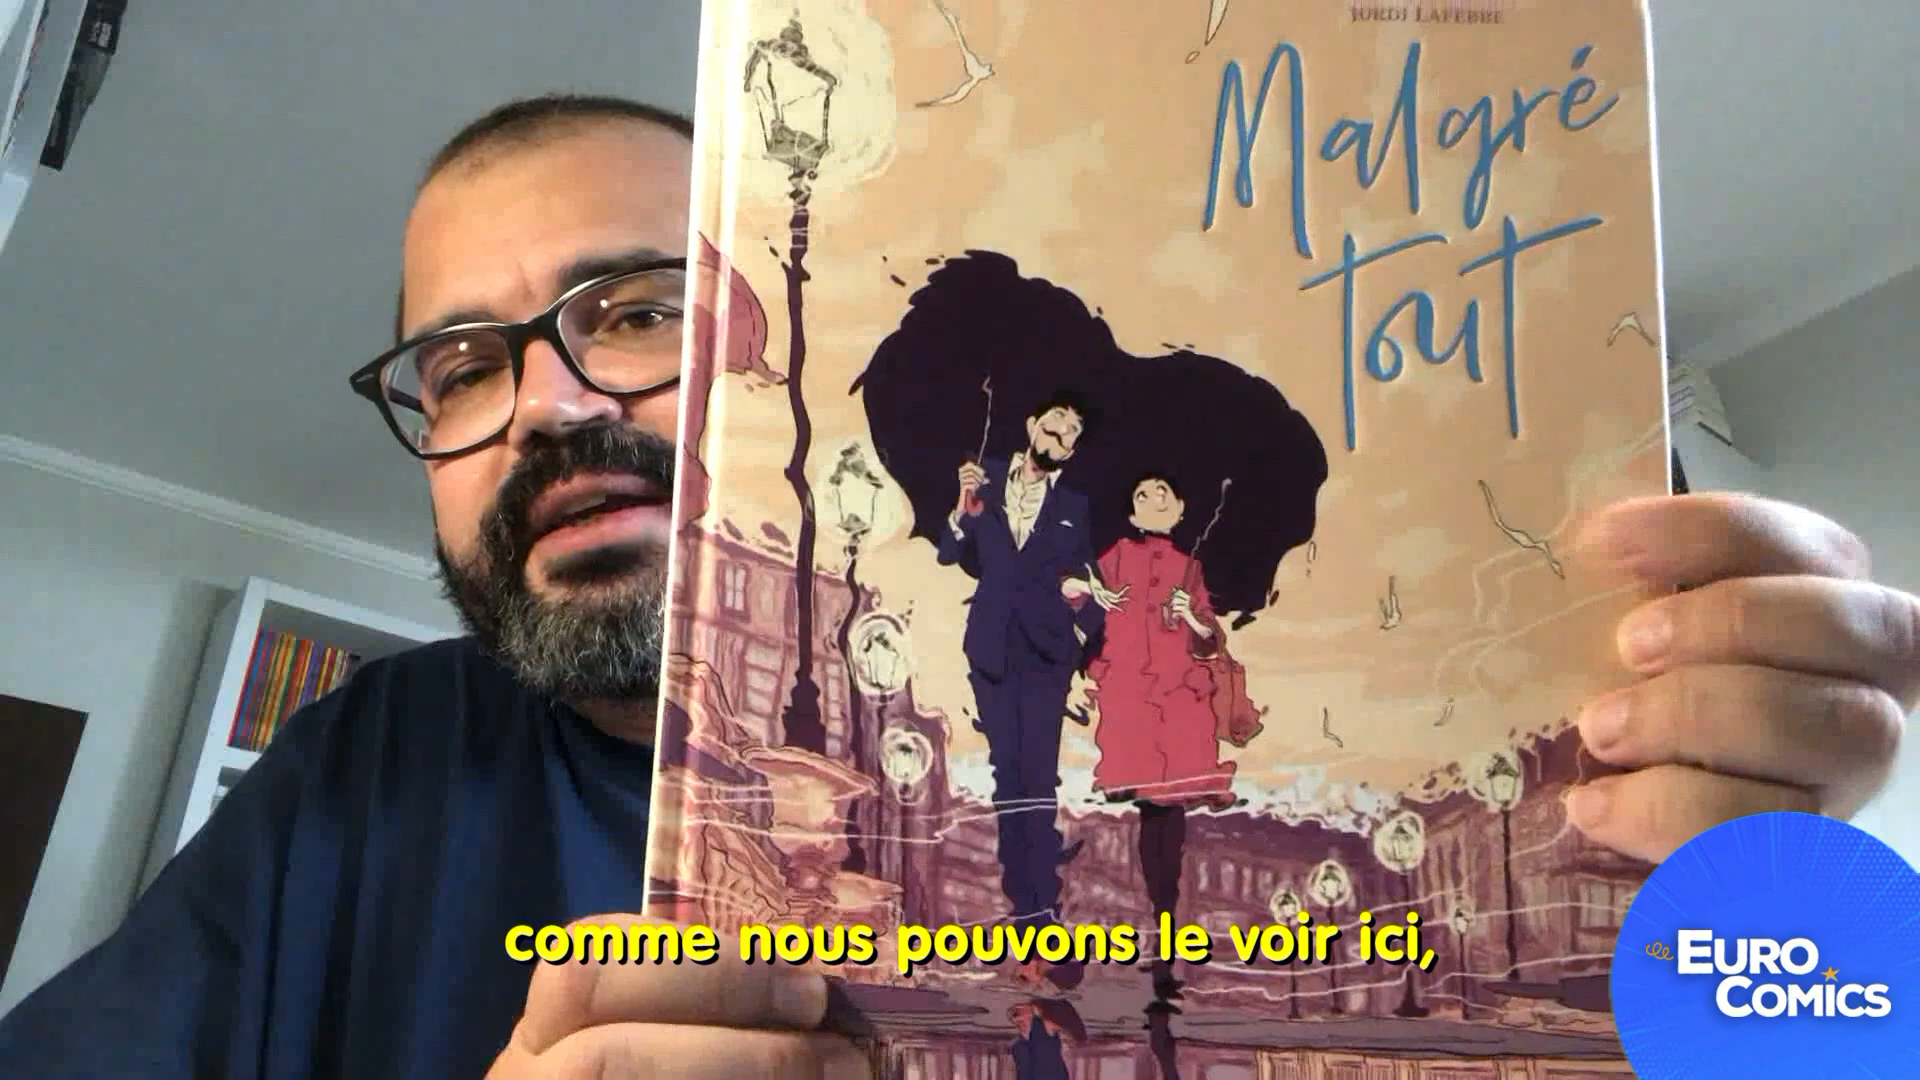 JORDI LAFEBRE
Malgré
tout
comme nous pouvons le voir ici,
EURO
COMICS